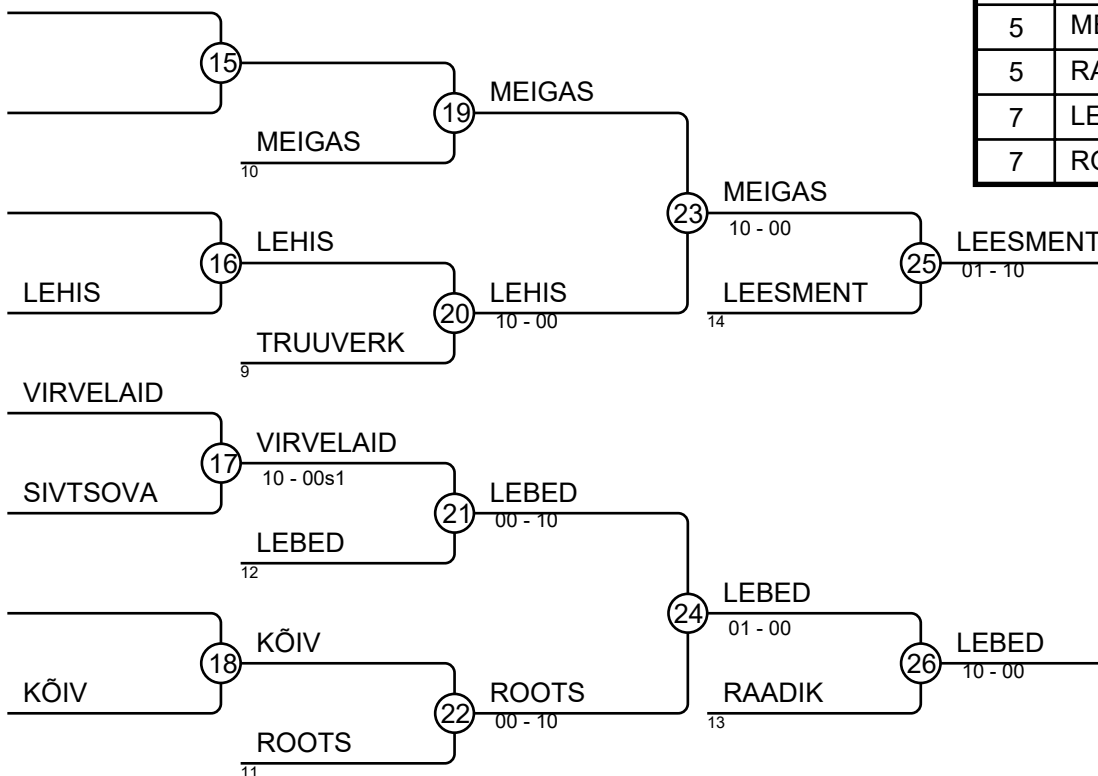 5
5
7
7
15
19
MEIGAS
MEIGAS
10
23
MEIGAS
10 - 00
16
LEHIS
LEHIS
20
LEHIS
10 - 00
25
LEESMENT
01 - 10
LEESMENT
14
TRUUVERK
9
VIRVELAID
17
VIRVELAID
10 - 00s1
SIVTSOVA
21
LEBED
00 - 10
LEBED
12
24
LEBED
01 - 00
18
KÕIV
KÕIV
22
ROOTS
00 - 10
26
LEBED
10 - 00
RAADIK
13
ROOTS
11